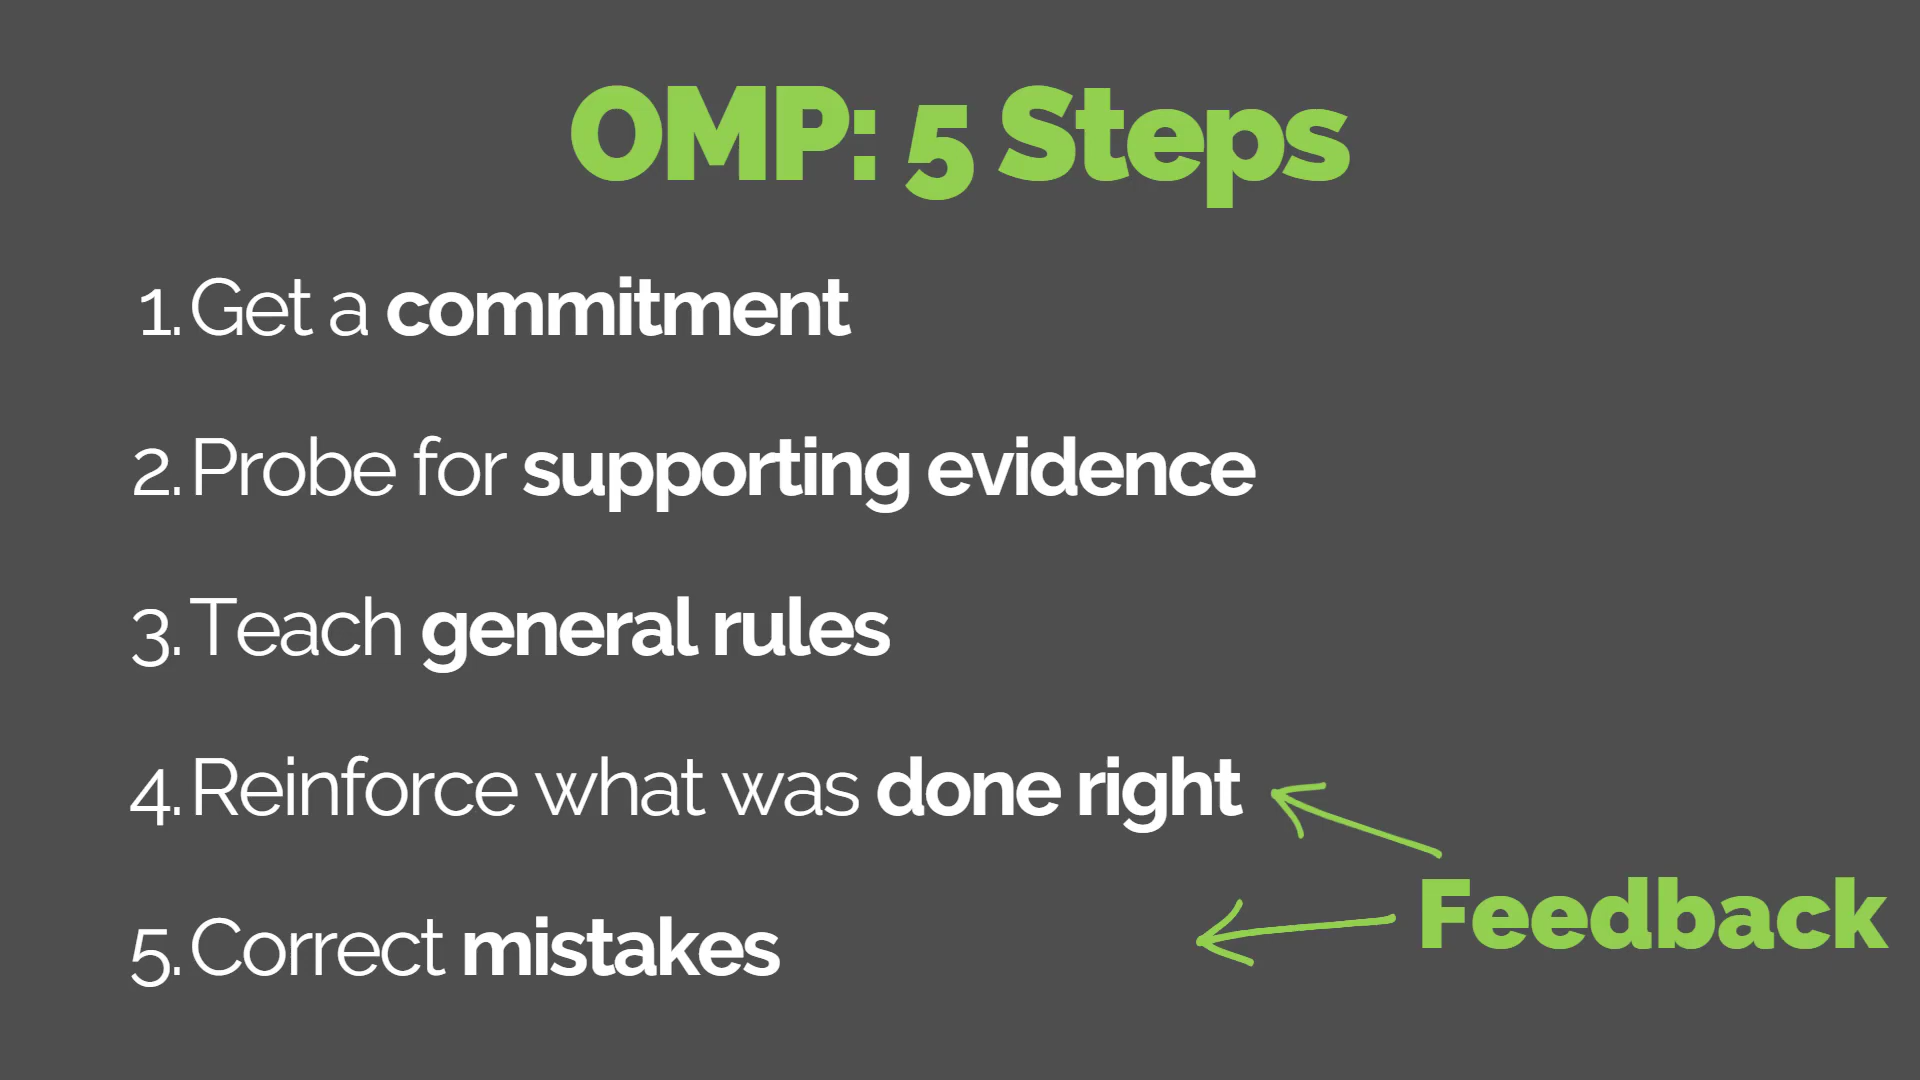 OMP: 5 Steps
1. Get a commitment
2. Probe for supporting evidence
3. Teach general rules
4. Reinforce what was done right
5. Correct mistakes
Feedback